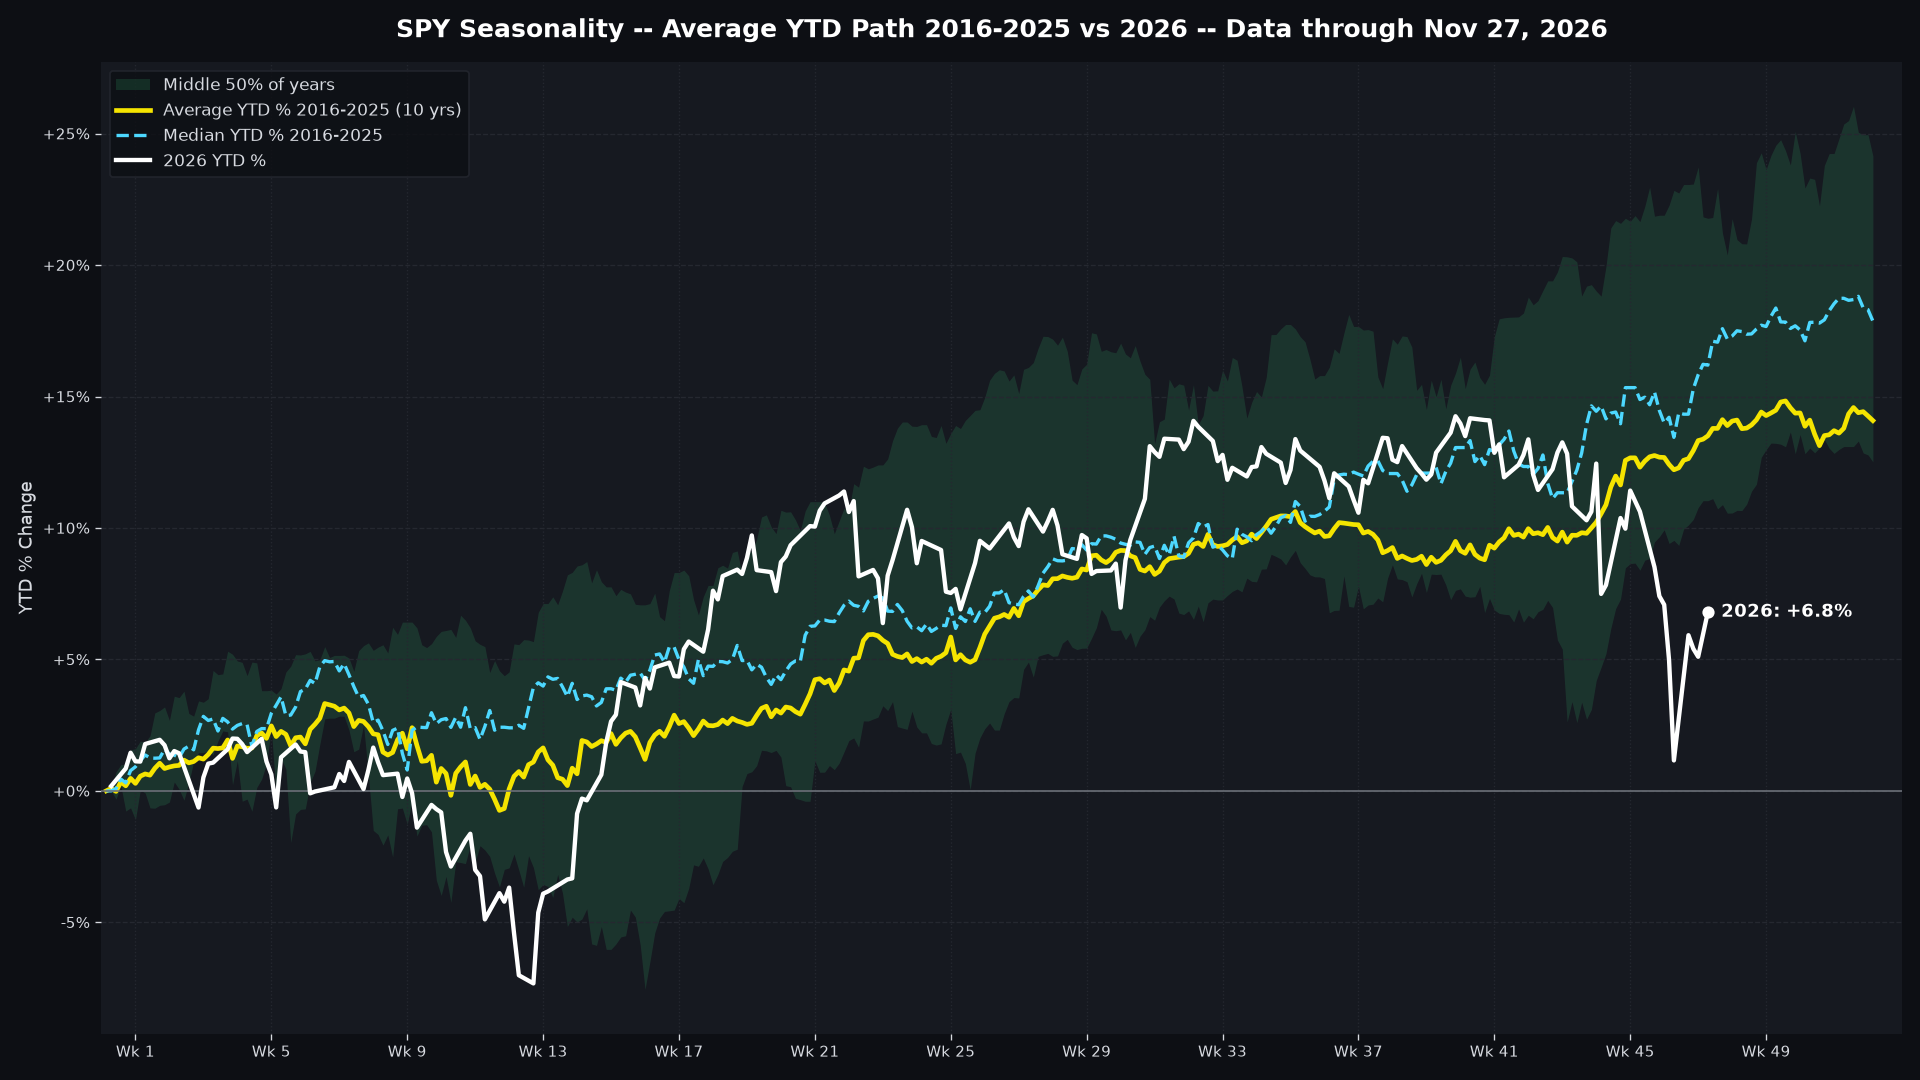 SPY Seasonality -- Average YTD Path 2016-2025 vs 2026 -- Data through Nov 27, 2026
Middle 50% of years
Average YTD % 2016-2025 (10 yrs)
Median YTD % 2016-2025
2026 YTD %
YTD % Change
+25%
+20%
+15%
+10%
+5%
+0%
-5%
2026: +6.8%
Wk 1
Wk 5
Wk 9
Wk 13
Wk 17
Wk 21
Wk 25
Wk 29
Wk 33
Wk 37
Wk 41
Wk 45
Wk 49